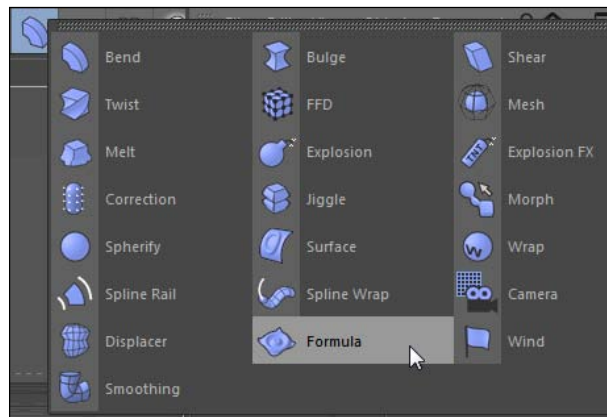 Bend Bulge Shear
Twist FFD Mesh
Melt Explosion Explosion FX
Correction Jiggle Morph
Spherify Surface Wrap
Spline Rail Spline Wrap Camera
Displacer Formula Wind
Smoothing